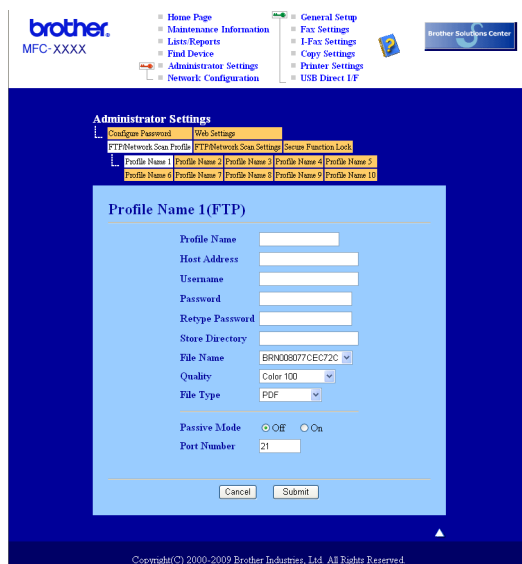 brother.
MFC-XXXX
Home Page
Maintenance Information
Lists/Reports
Find Device
Administrator Settings
Network Configuration
General Setup
Fax Settings
I-Fax Settings
Copy Settings
Printer Settings
USB Direct I/F
Brother Solutions Center
Administrator Settings
Configure Password Web Settings
FTP/Network Scan Profile FTP/Network Scan Settings Secure Function Lock
Profile Name 1 Profile Name 2 Profile Name 3 Profile Name 4 Profile Name 5
Profile Name 6 Profile Name 7 Profile Name 8 Profile Name 9 Profile Name 10
Profile Name 1(FTP)
Profile Name
Host Address
Username
Password
Retype Password
Store Directory
File Name BRN008077CEC72C
Quality Color 100
File Type PDF
Passive Mode Off On
Port Number 21
Cancel Submit
Copyright(C) 2000-2009 Brother Industries, Ltd. All Rights Reserved.